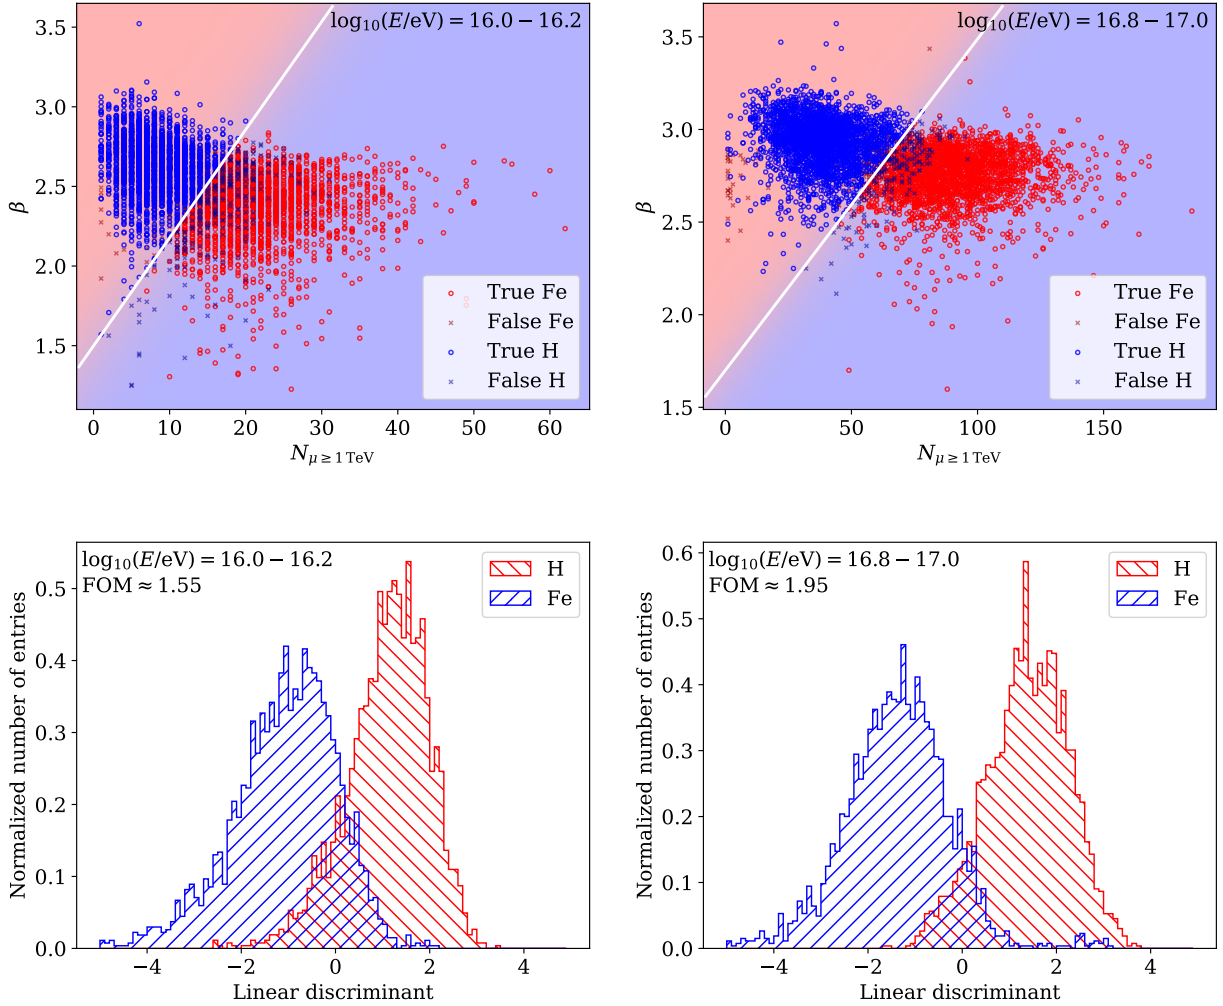 log₁₀(E/eV) = 16.0 − 16.2
β
3.5
3.0
2.5
2.0
1.5
True Fe
False Fe
True H
False H
0 10 20 30 40 50 60
N_{μ ≥ 1 TeV}
log₁₀(E/eV) = 16.8 − 17.0
β
3.5
3.0
2.5
2.0
1.5
True Fe
False Fe
True H
False H
0 50 100 150
N_{μ ≥ 1 TeV}
log₁₀(E/eV) = 16.0 − 16.2
FOM ≈ 1.55
H
Fe
Normalized number of entries
0.5
0.4
0.3
0.2
0.1
0.0
−4 −2 0 2 4
Linear discriminant
log₁₀(E/eV) = 16.8 − 17.0
FOM ≈ 1.95
H
Fe
Normalized number of entries
0.6
0.5
0.4
0.3
0.2
0.1
0.0
−4 −2 0 2 4
Linear discriminant